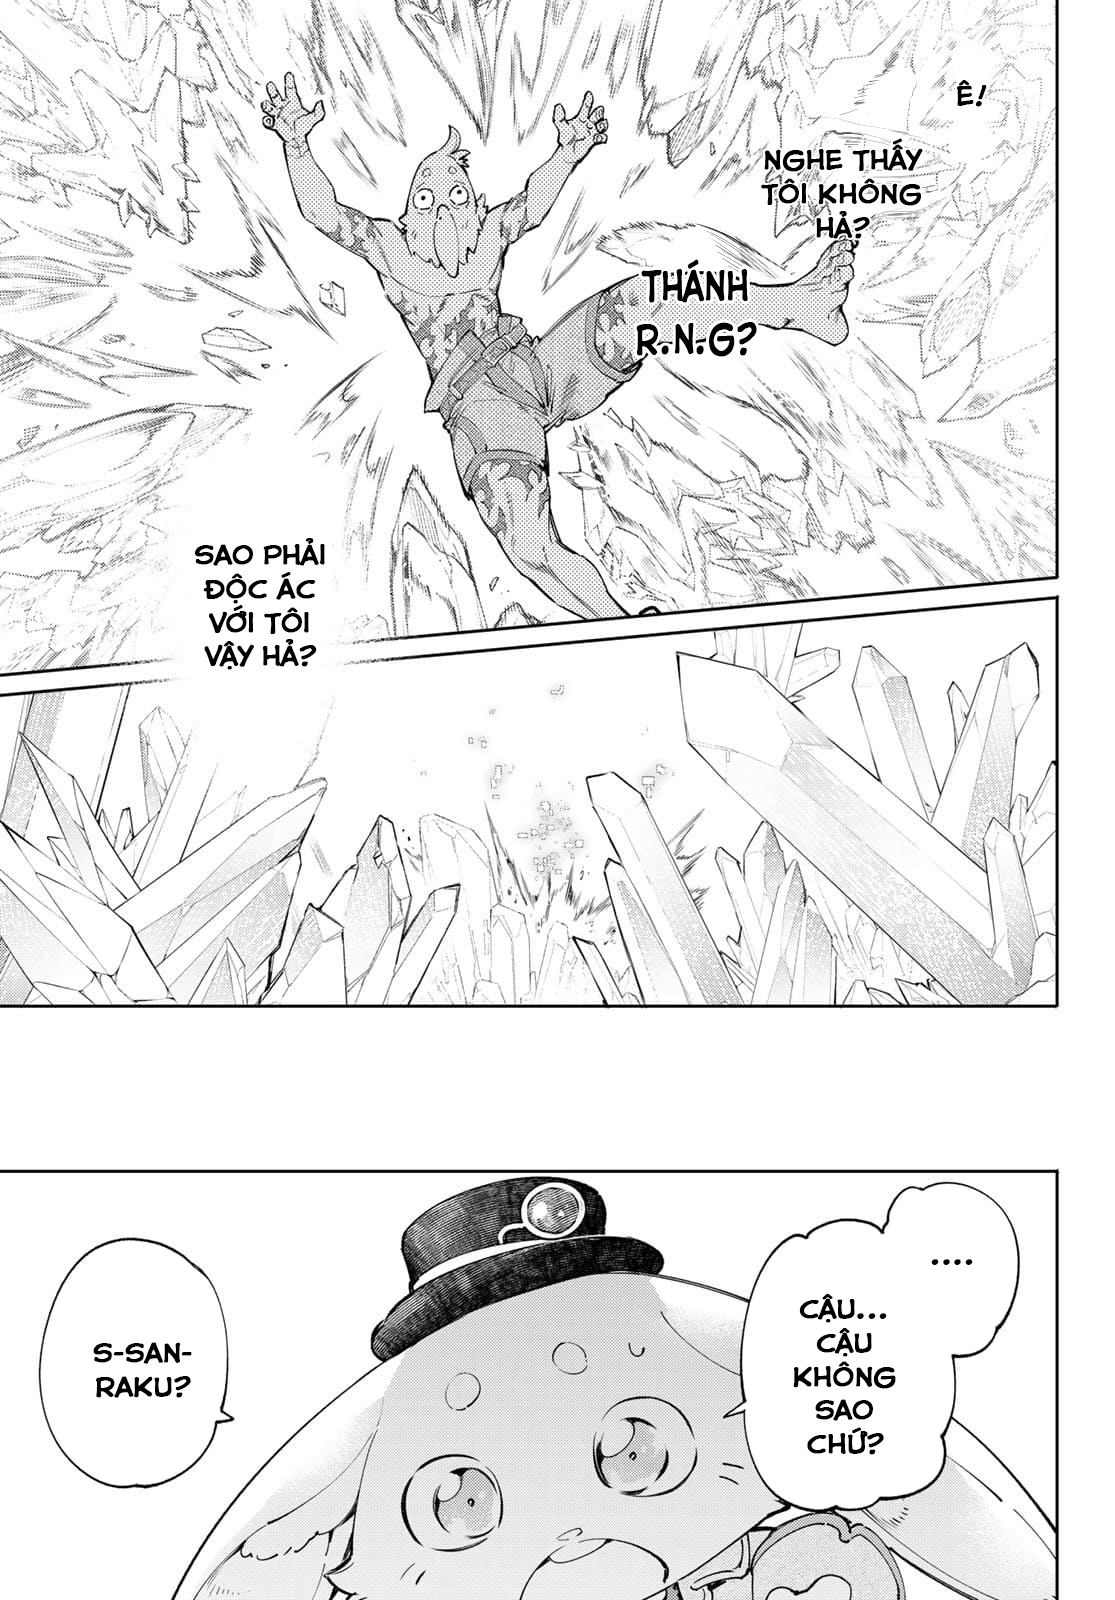 Ê!
NGHE THẤY
TÔI KHÔNG
HẢ?
THÁNH
R.N.G?
SAO PHẢI
ĐỘC ÁC
VỚI TÔI
VẬY HẢ?
....
CẬU...
CẬU
KHÔNG
SAO
CHỨ?
S-SAN-
RAKU?